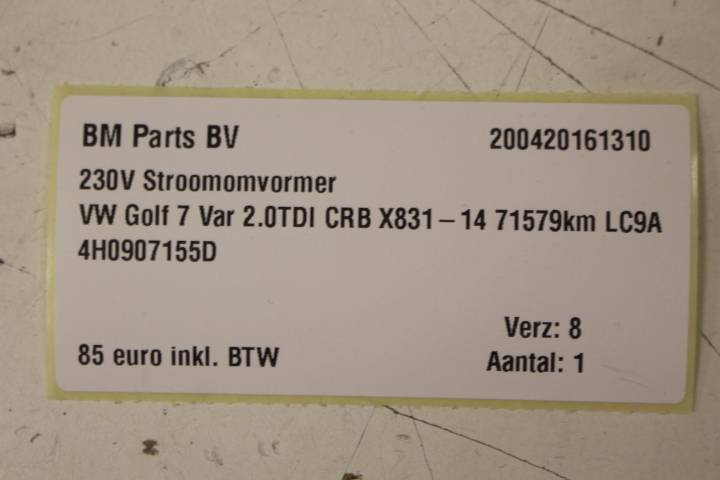 BM Parts BV 200420161310
230V Stroomomvormer
VW Golf 7 Var 2.0TDI CRB X831-14 71579km LC9A
4H0907155D
Verz: 8
85 euro inkl. BTW Aantal: 1